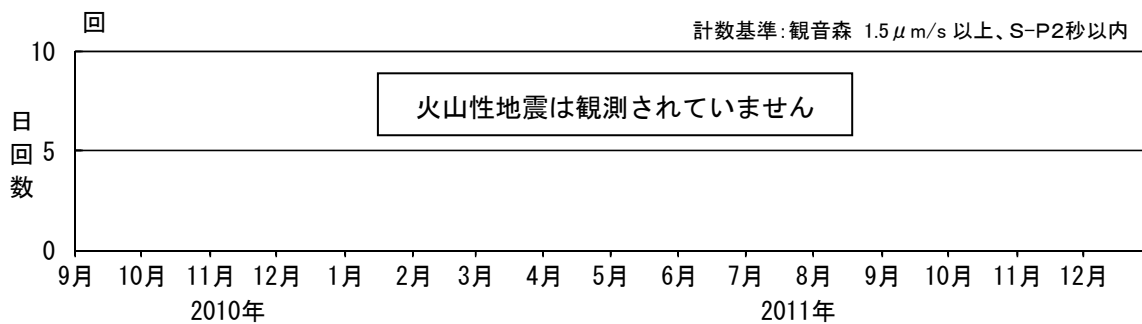 回
計数基準：観音森 1.5μm/s 以上、S-P2秒以内
10
火山性地震は観測されていません
日回数
5
0
9月 10月 11月 12月 1月 2月 3月 4月 5月 6月 7月 8月 9月 10月 11月 12月
2010年 2011年